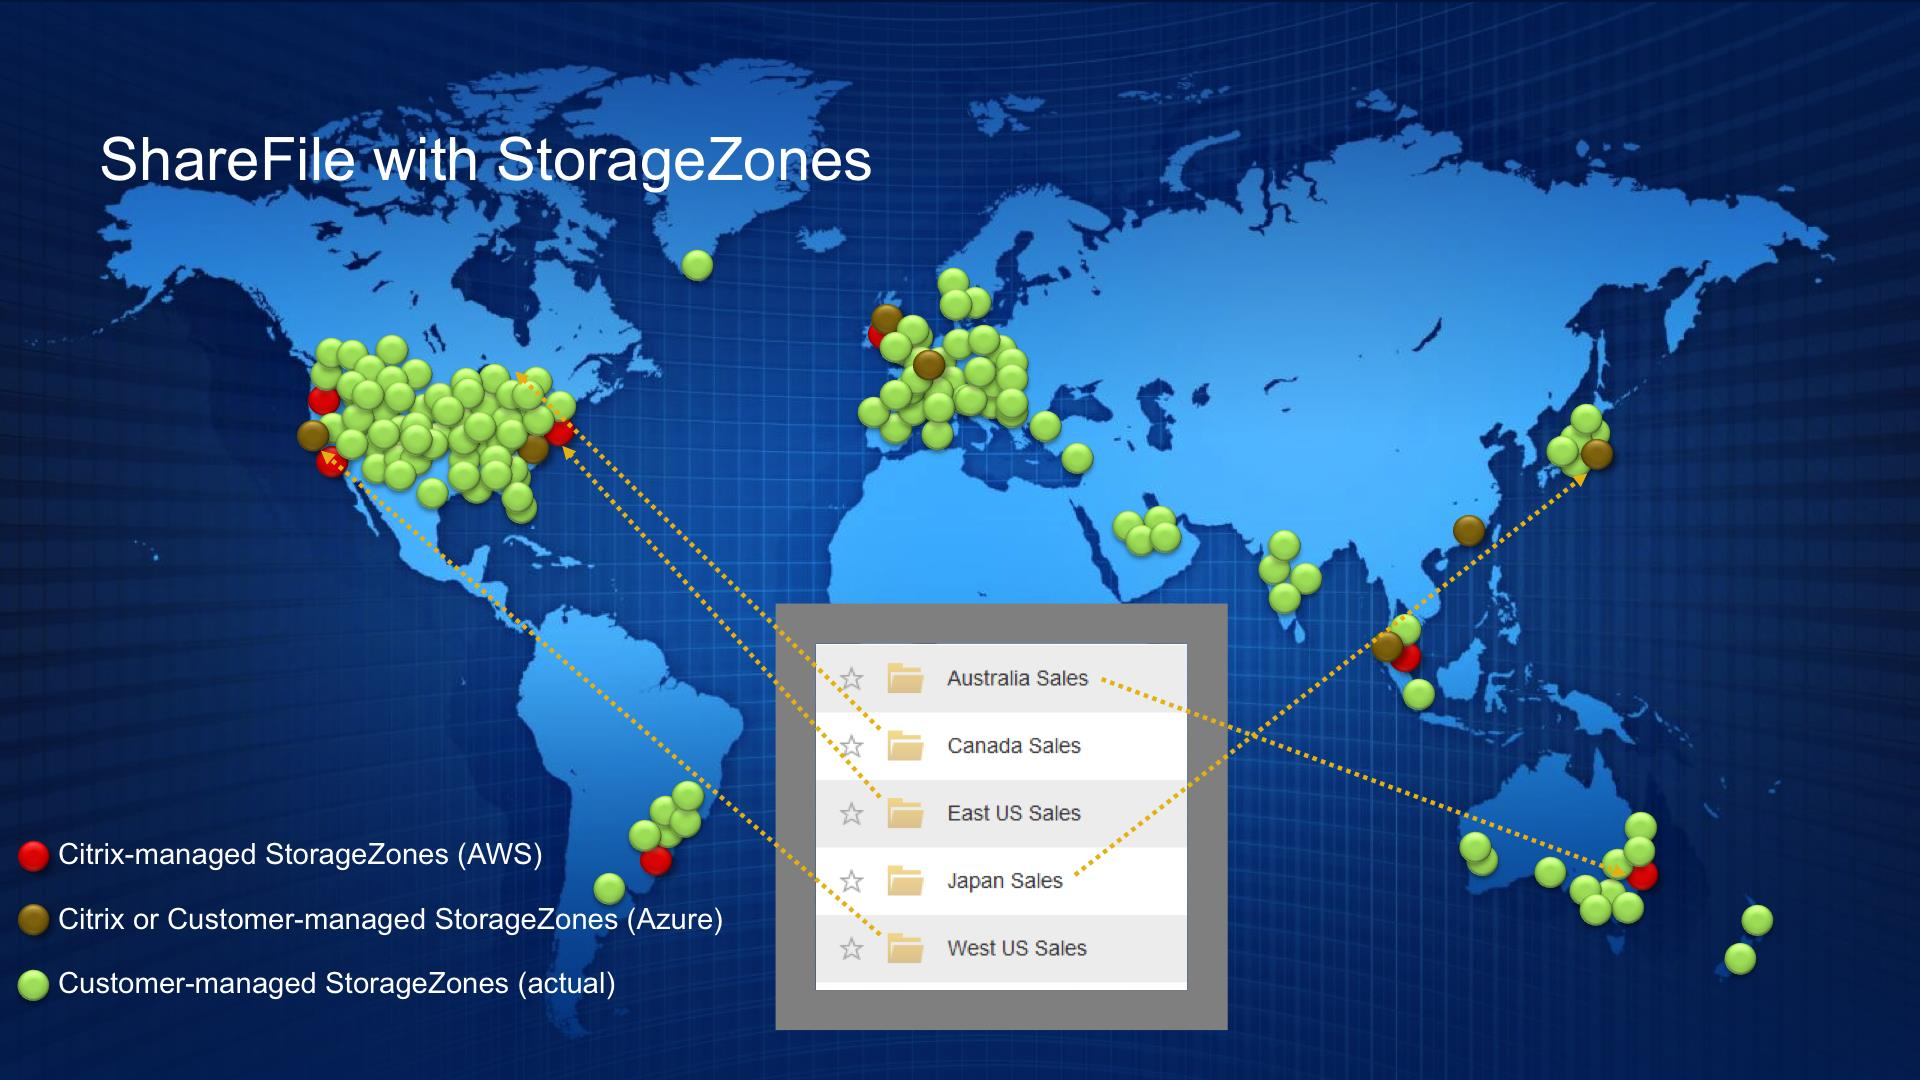 ShareFile with StorageZones
Australia Sales
Canada Sales
East US Sales
Japan Sales
West US Sales
Citrix-managed StorageZones (AWS)
Citrix or Customer-managed StorageZones (Azure)
Customer-managed StorageZones (actual)